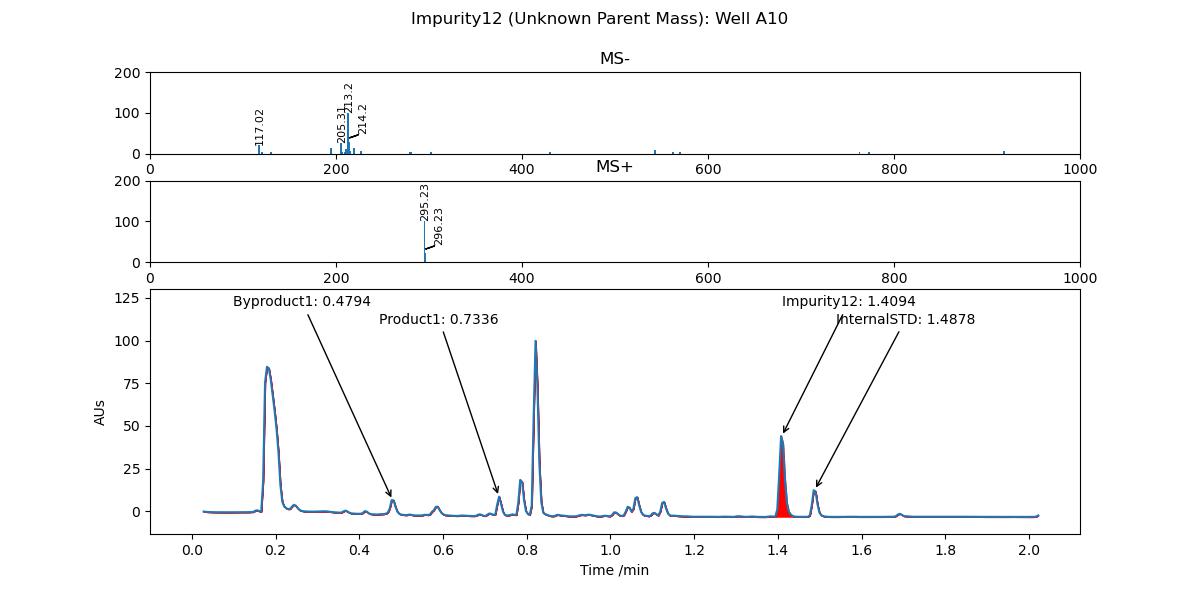 Impurity12 (Unknown Parent Mass): Well A10
MS-
200
100
0
117.02
205.31
213.2
214.2
0 200 400 600 800 1000
MS+
200
100
0
295.23
296.23
0 200 400 600 800 1000
Byproduct1: 0.4794
Impurity12: 1.4094
Product1: 0.7336
InternalSTD: 1.4878
125
100
75
50
25
0
AUs
0.0 0.2 0.4 0.6 0.8 1.0 1.2 1.4 1.6 1.8 2.0
Time /min